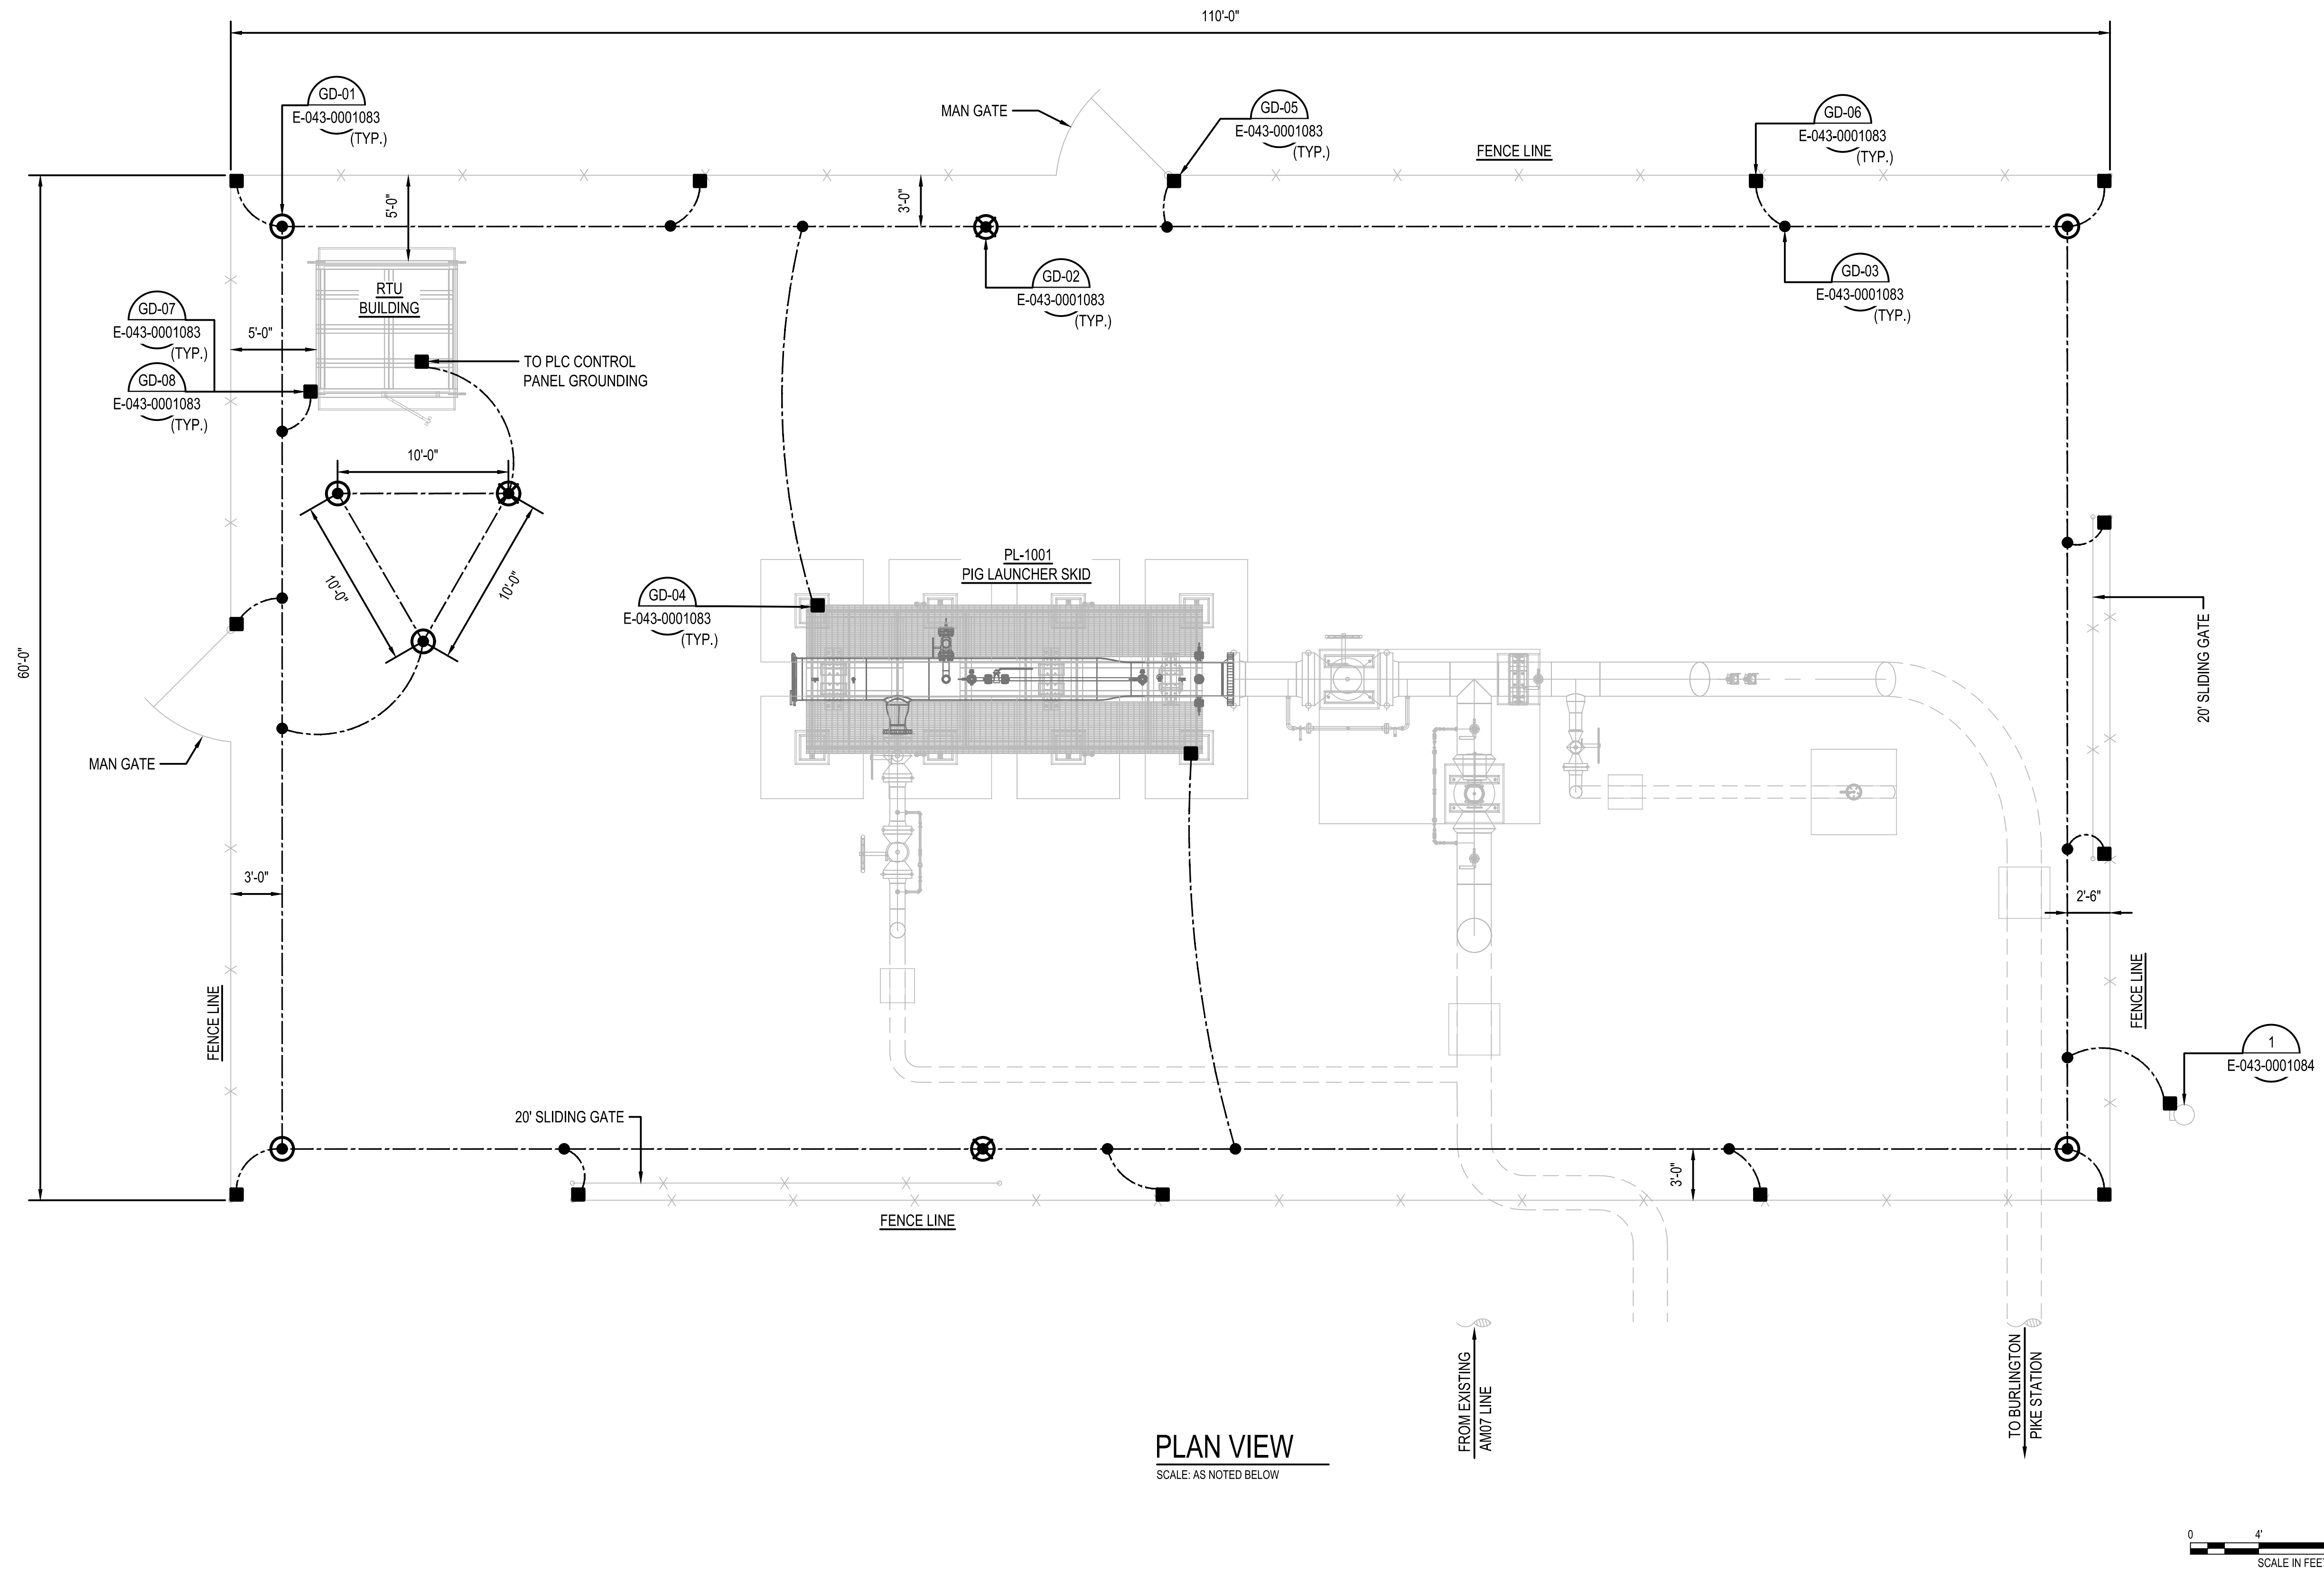 110'-0"
GD-01
E-043-0001083
(TYP.)
MAN GATE
GD-05
E-043-0001083
(TYP.)
FENCE LINE
GD-06
E-043-0001083
(TYP.)
5'-0"
3'-0"
RTU
BUILDING
GD-02
E-043-0001083
(TYP.)
GD-03
E-043-0001083
(TYP.)
GD-07
E-043-0001083
(TYP.)
5'-0"
GD-08
E-043-0001083
(TYP.)
TO PLC CONTROL
PANEL GROUNDING
10'-0"
10'-0"
10'-0"
60'-0"
PL-1001
PIG LAUNCHER SKID
GD-04
E-043-0001083
(TYP.)
20' SLIDING GATE
MAN GATE
3'-0"
2'-6"
FENCE LINE
FENCE LINE
1
E-043-0001084
20' SLIDING GATE
3'-0"
FENCE LINE
FROM EXISTING
AM07 LINE
TO BURLINGTON
PIKE STATION
PLAN VIEW
SCALE: AS NOTED BELOW
0 4'
SCALE IN FEE